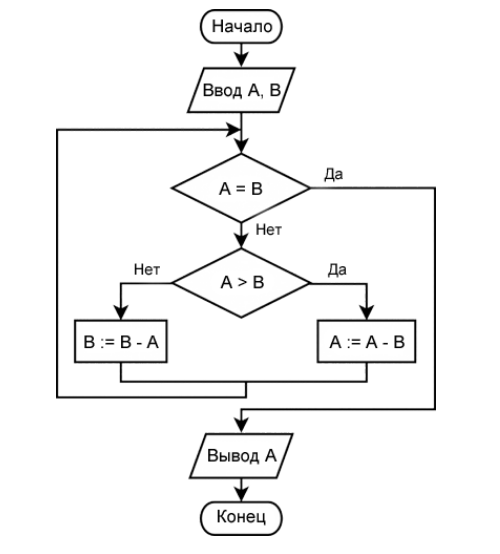 Начало
Ввод А, В
А = В
Да
Нет
А > В
Нет
Да
В := В - А
А := А - В
Вывод А
Конец